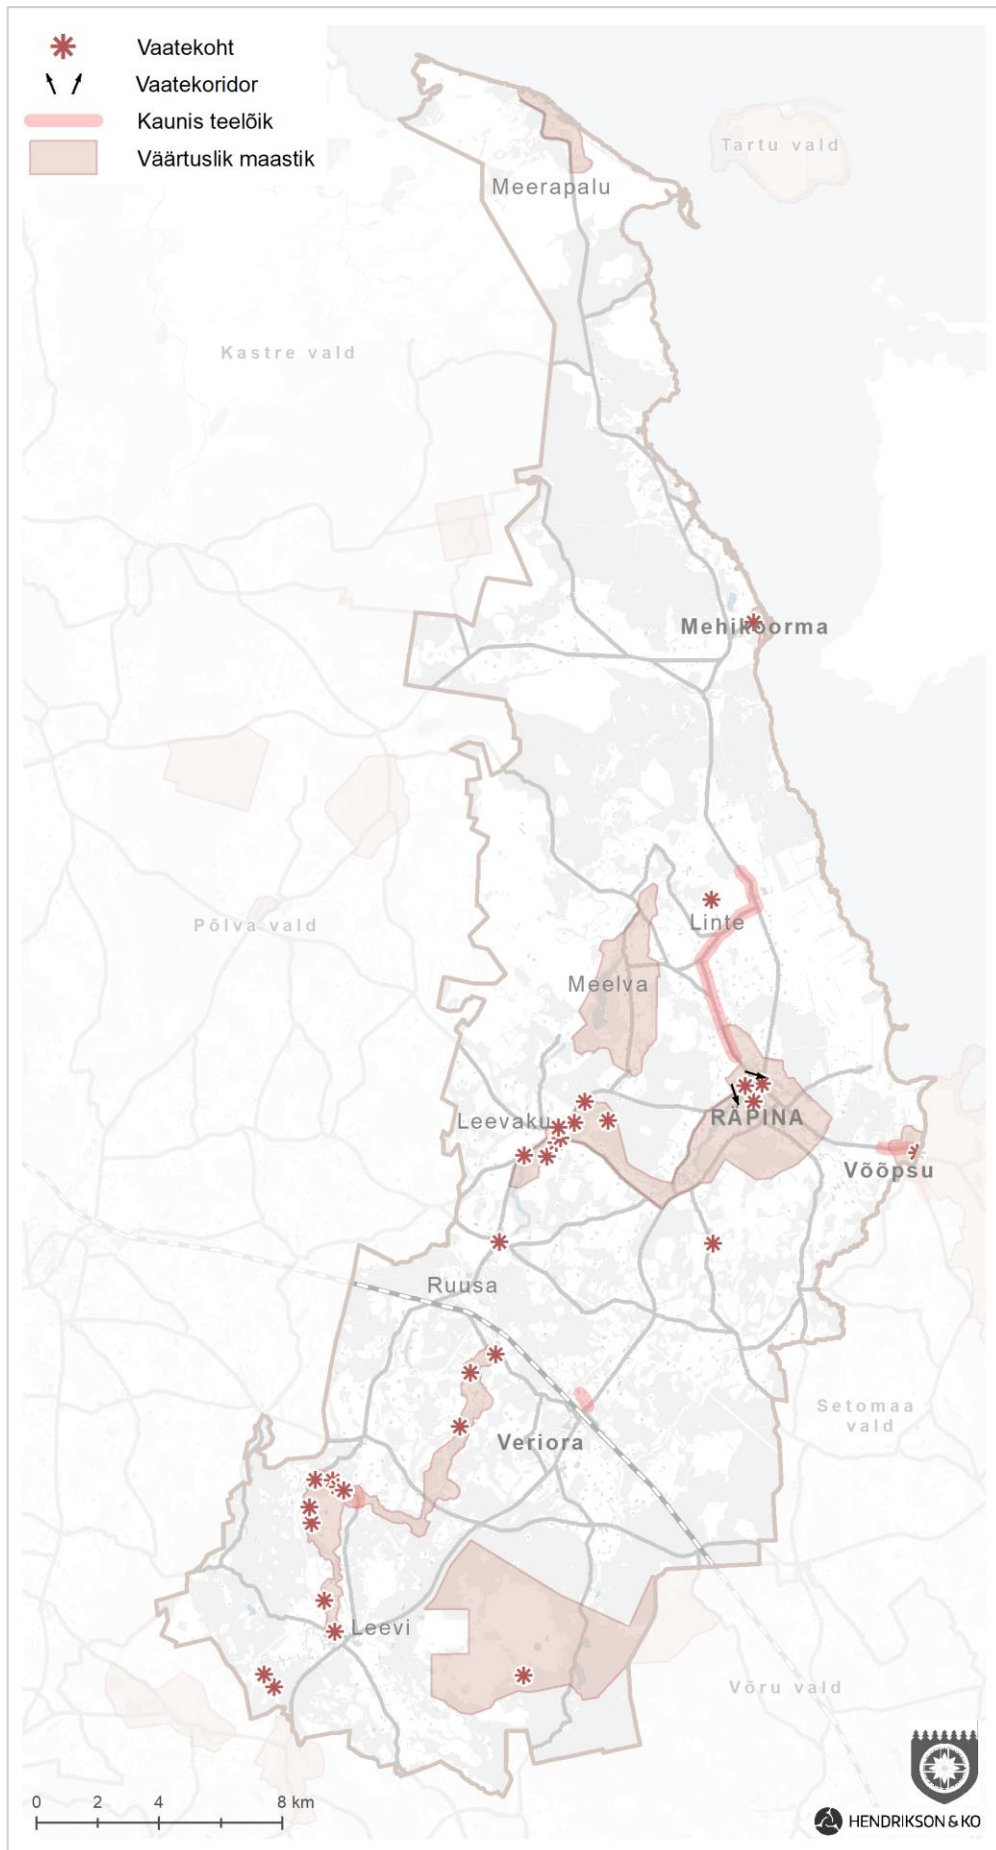 Vaatekoht
Vaatekoridor
Kaunis teelõik
Väärtuslik maastik
Tartu vald
Meerapalu
Kastre vald
Mehikoorma
Linte
Põlva vald
Meelva
RÄPINA
Leevaku
Võõpsu
Ruusa
Setomaa
vald
Veriora
Leevi
Võru vald
0 2 4 8 km
HENDRIKSON & KO